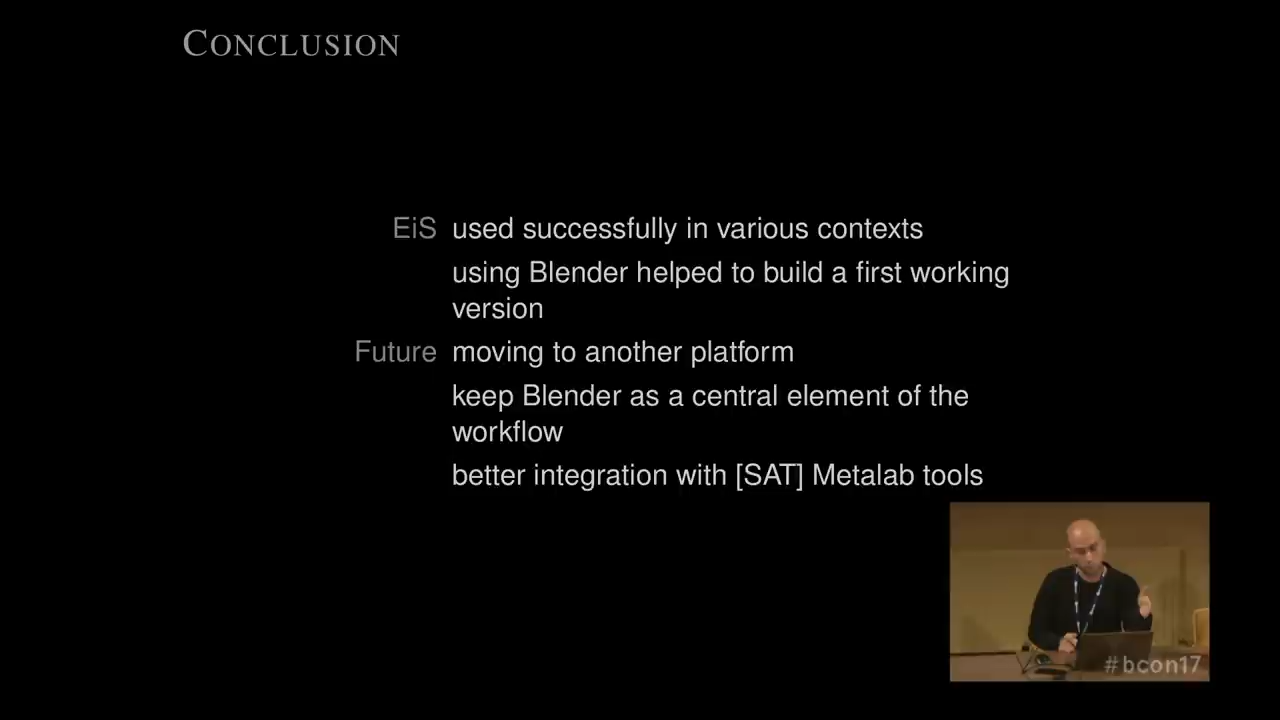 CONCLUSION
EiS used successfully in various contexts
using Blender helped to build a first working
version
Future moving to another platform
keep Blender as a central element of the
workflow
better integration with [SAT] Metalab tools
#bcon17